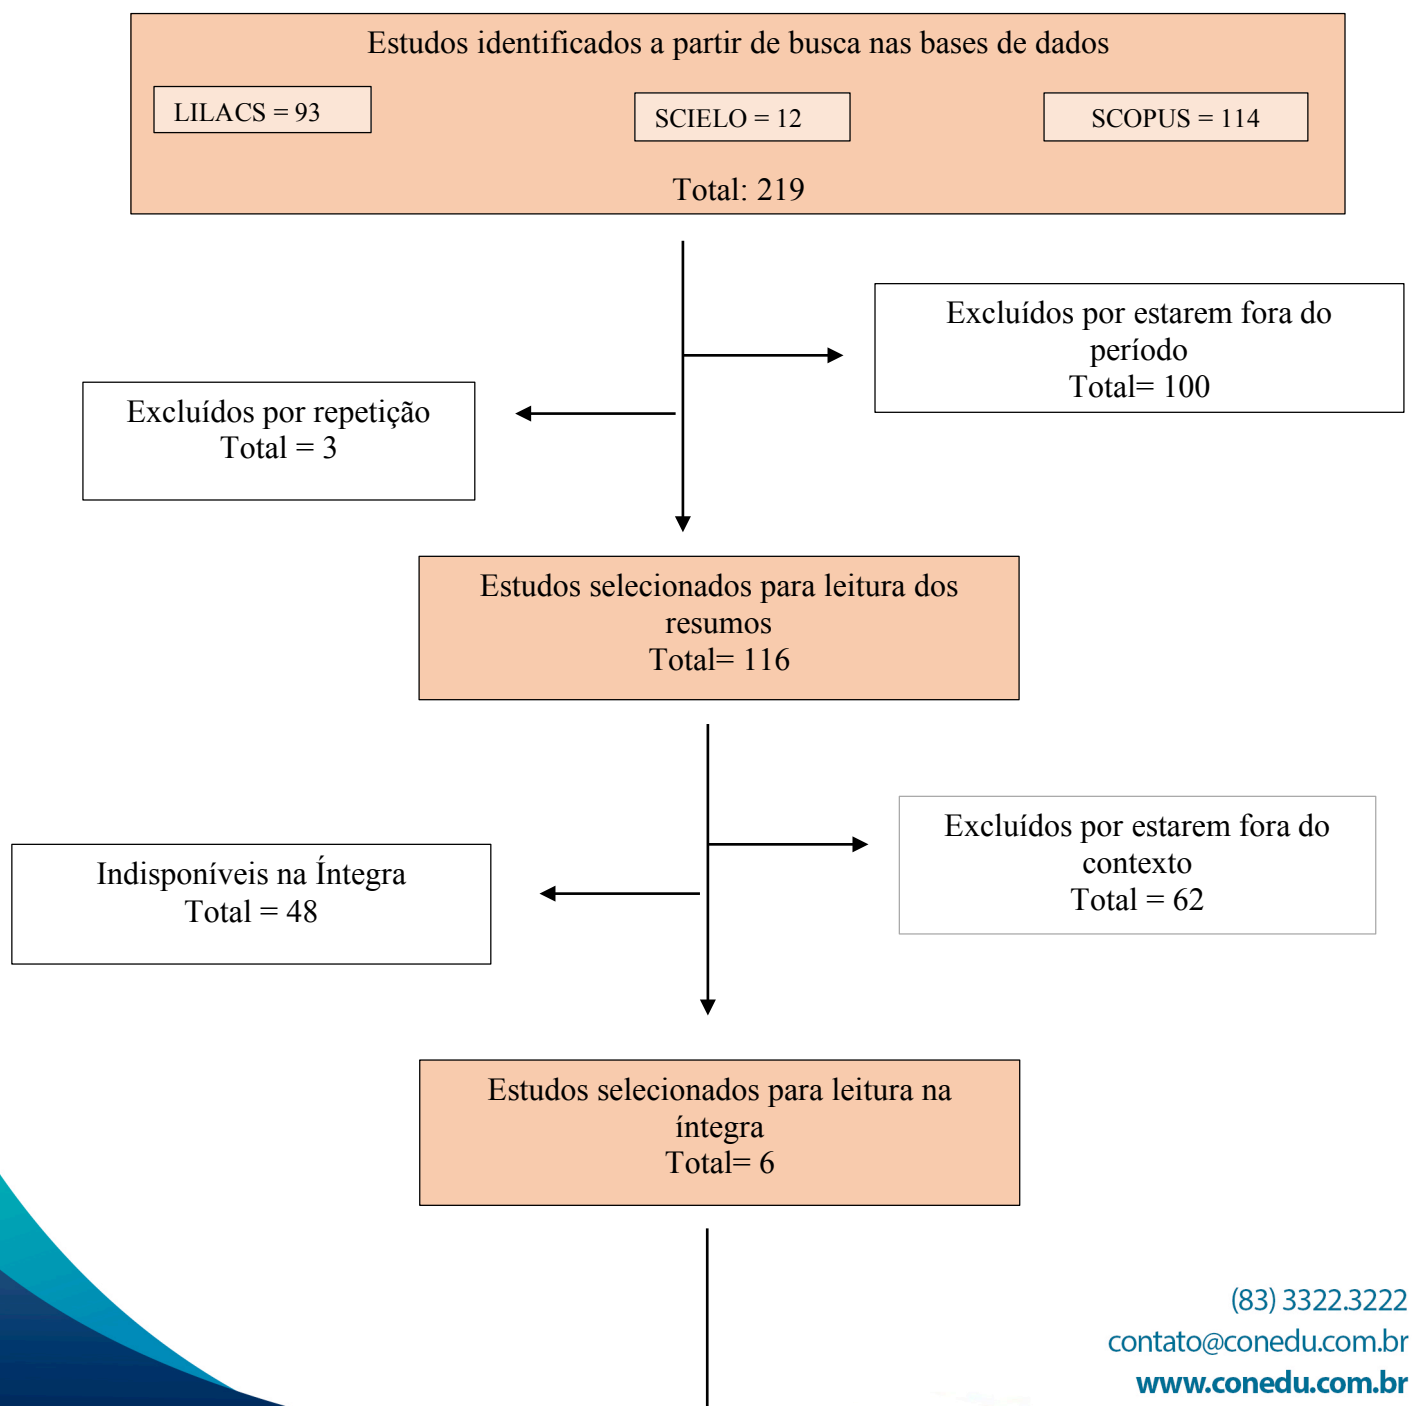 Estudos identificados a partir de busca nas bases de dados
LILACS = 93
SCIELO = 12
SCOPUS = 114
Total: 219
Excluídos por estarem fora do
período
Total= 100
Excluídos por repetição
Total = 3
Estudos selecionados para leitura dos
resumos
Total= 116
Excluídos por estarem fora do
contexto
Total = 62
Indisponíveis na Íntegra
Total = 48
Estudos selecionados para leitura na
íntegra
Total= 6
(83) 3322.3222
contato@conedu.com.br
www.conedu.com.br